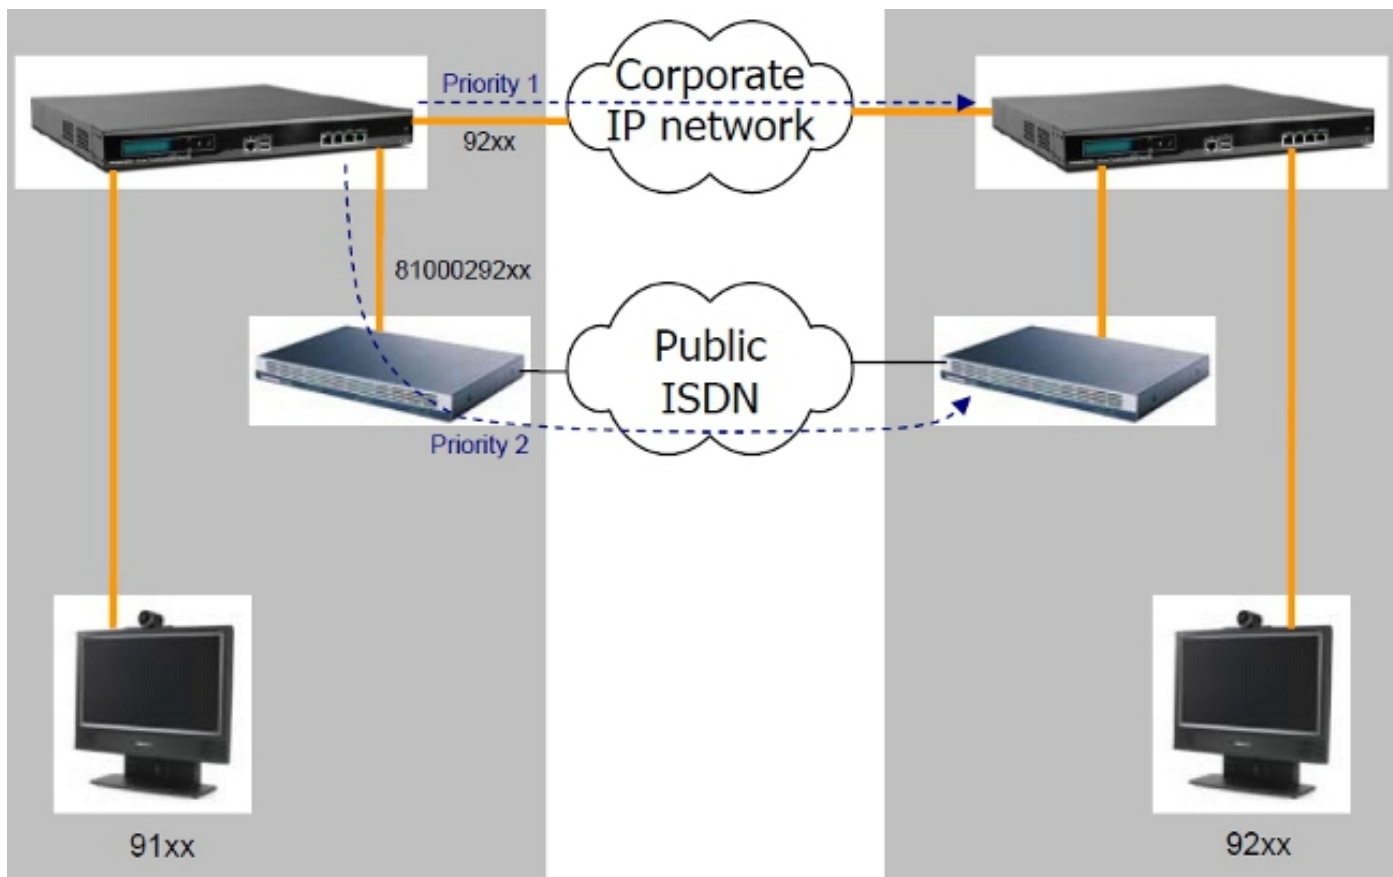 Priority 1
92xx
Corporate
IP network
81000292xx
Public
ISDN
Priority 2
91xx
92xx